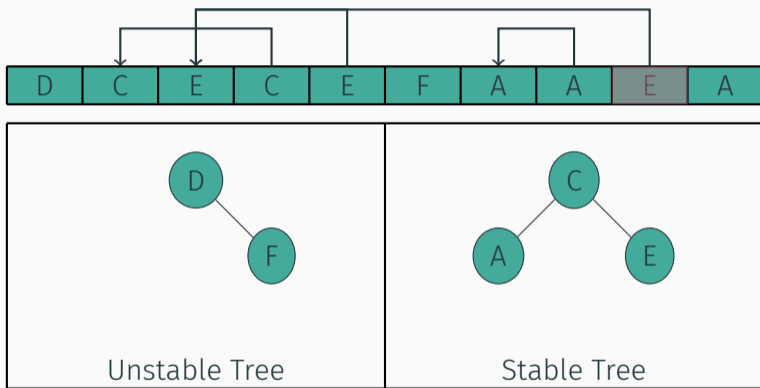 D C E C E F A A E A
D C
F A E
Unstable Tree Stable Tree